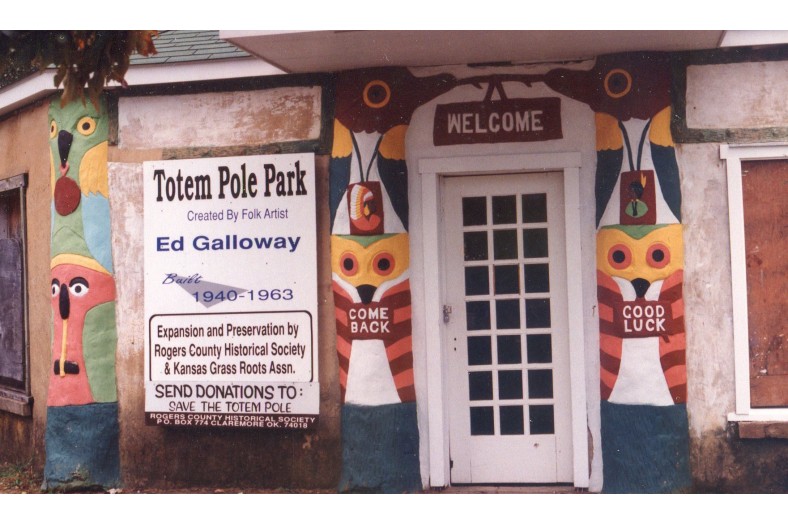 Totem Pole Park
Created By Folk Artist
Ed Galloway
Built
1940-1963
Expansion and Preservation by
Rogers County Historical Society
& Kansas Grass Roots Assn.
SEND DONATIONS TO:
SAVE THE TOTEM POLE
ROGERS COUNTY HISTORICAL SOCIETY
P.O. BOX 774 CLAREMORE OK. 74018
WELCOME
COME
BACK
GOOD
LUCK